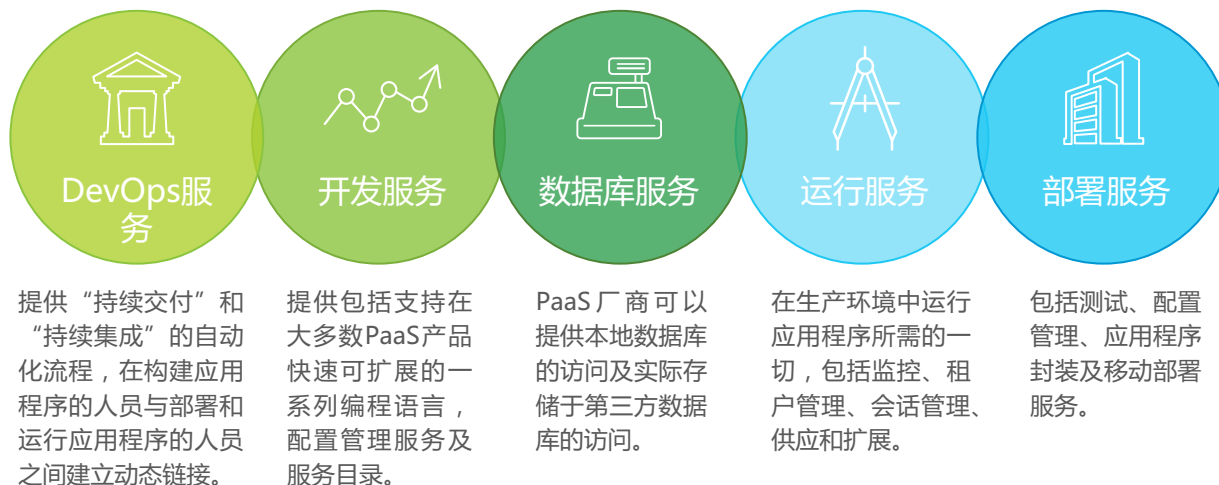 DevOps服
务
提供“持续交付”和
“持续集成”的自动
化流程，在构建应用
程序的人员与部署和
运行应用程序的人员
之间建立动态链接。
开发服务
提供包括支持在
大多数PaaS产品
快速可扩展的一
系列编程语言，
配置管理服务及
服务目录。
数据库服务
PaaS厂商可以
提供本地数据库
的访问及实际存
储于第三方数据
库的访问。
运行服务
在生产环境中运行
应用程序所需的一
切，包括监控、租
户管理、会话管理、
供应和扩展。
部署服务
包括测试、配置
管理、应用程序
封装及移动部署
服务。